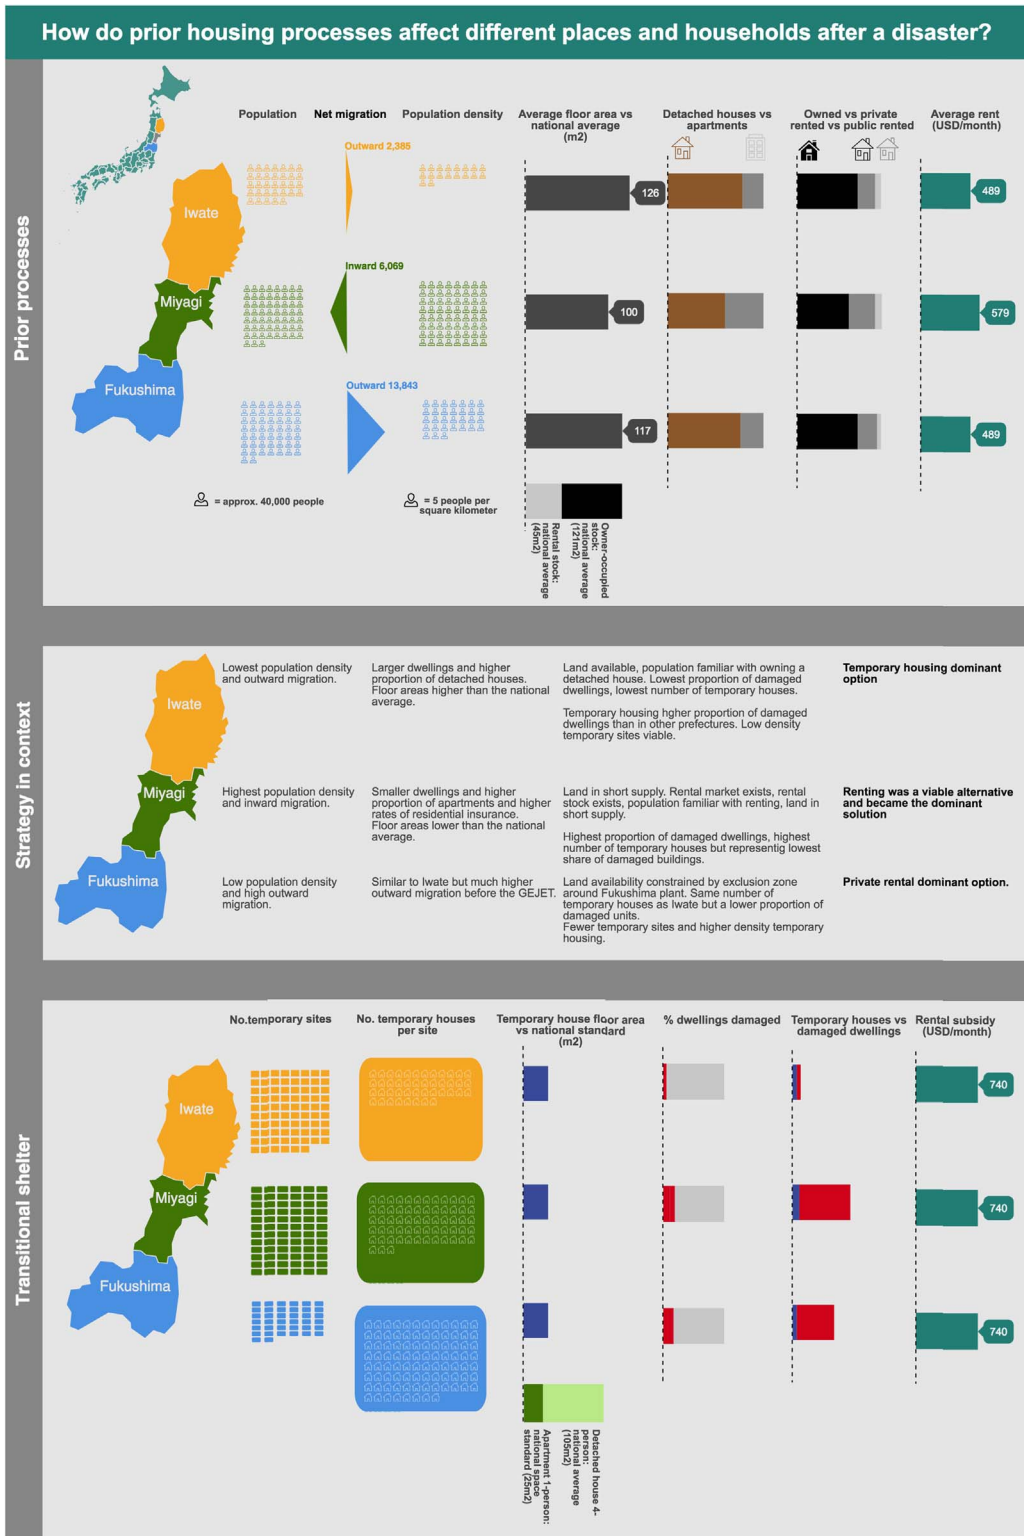 How do prior housing processes affect different places and households after a disaster?
Prior processes
Population
Net migration
Population density
Average floor area vs
national average
(m2)
Detached houses vs
apartments
Owned vs private
rented vs public rented
Average rent
(USD/month)
Iwate
Outward 2,385
126
489
Miyagi
Inward 6,069
100
579
Fukushima
Outward 13,843
117
489
= approx. 40,000 people
= 5 people per
square kilometer
Rental stock:
national average
(45m2)
Owner-occupied
stock:
national average
(121m2)
Strategy in context
Iwate
Lowest population density
and outward migration.
Larger dwellings and higher
proportion of detached houses.
Floor areas higher than the national
average.
Land available, population familiar with owning a
detached house. Lowest proportion of damaged
dwellings, lowest number of temporary houses.
Temporary housing hgher proportion of damaged
dwellings than in other prefectures. Low density
temporary sites viable.
Temporary housing dominant
option
Miyagi
Highest population density
and inward migration.
Smaller dwellings and higher
proportion of apartments and higher
rates of residential insurance.
Floor areas lower than the national
average.
Land in short supply. Rental market exists, rental
stock exists, population familiar with renting, land in
short supply.
Highest proportion of damaged dwellings, highest
number of temporary houses but representig lowest
share of damaged buildings.
Renting was a viable alternative
and became the dominant
solution
Fukushima
Low population density
and high outward
migration.
Similar to Iwate but much higher
outward migration before the GEJET.
Land availability constrained by exclusion zone
around Fukushima plant. Same number of
temporary houses as Iwate but a lower proportion of
damaged units.
Fewer temporary sites and higher density temporary
housing.
Private rental dominant option.
Transitional shelter
No.temporary sites
No. temporary houses
per site
Temporary house floor area
vs national standard
(m2)
% dwellings damaged
Temporary houses vs
damaged dwellings
Rental subsidy
(USD/month)
Iwate
740
Miyagi
740
Fukushima
740
Apartment 1-person:
national space
standard (25m2)
Detached house 4-
person:
national average
(105m2)